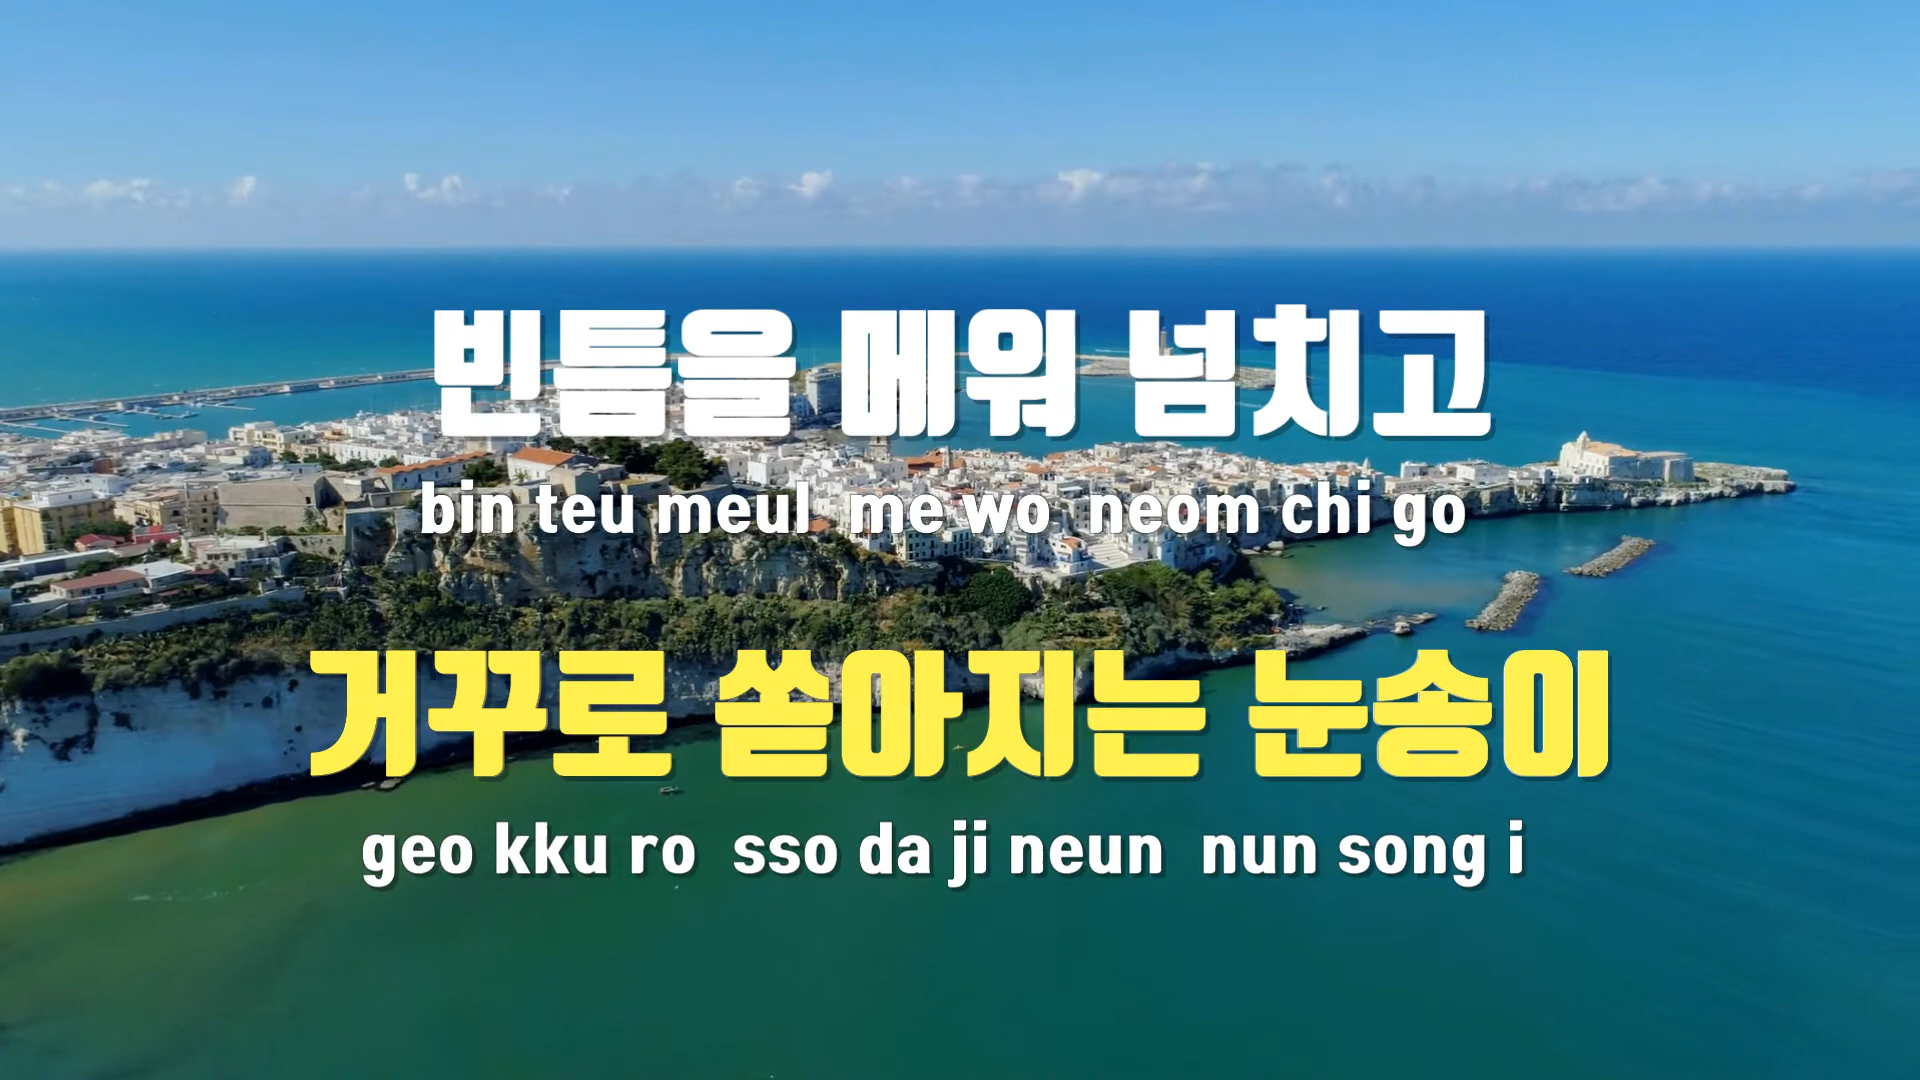 빈틈을 메워 넘치고
bin teu meul me wo neom chi go
거꾸로 쏟아지는 눈송이
geo kku ro sso da ji neun nun song i